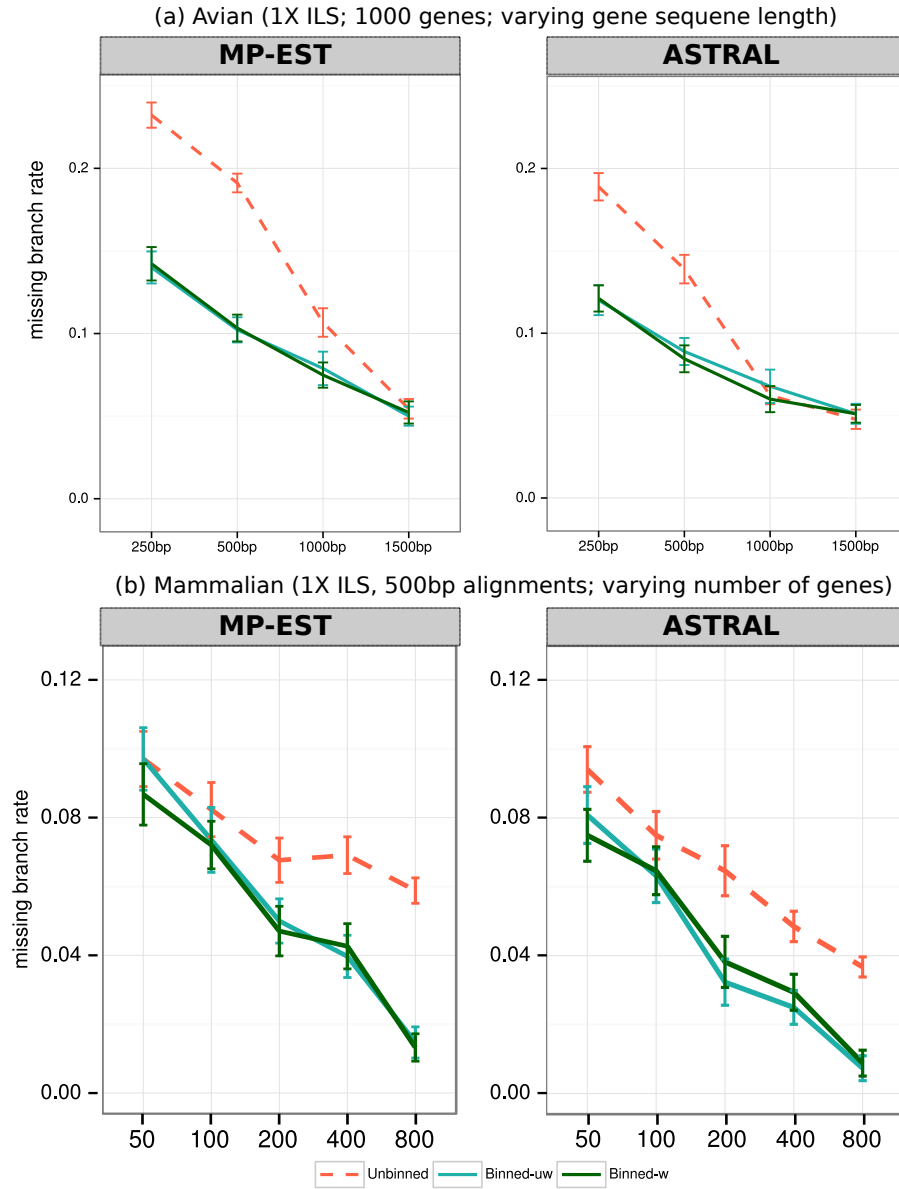 (a) Avian (1X ILS; 1000 genes; varying gene sequene length)
MP-EST
ASTRAL
missing branch rate
0.2
0.1
0.0
250bp
500bp
1000bp
1500bp
0.2
0.1
0.0
250bp
500bp
1000bp
1500bp
(b) Mammalian (1X ILS, 500bp alignments; varying number of genes)
MP-EST
ASTRAL
missing branch rate
0.12
0.08
0.04
0.00
50
100
200
400
800
0.12
0.08
0.04
0.00
50
100
200
400
800
Unbinned
Binned-uw
Binned-w